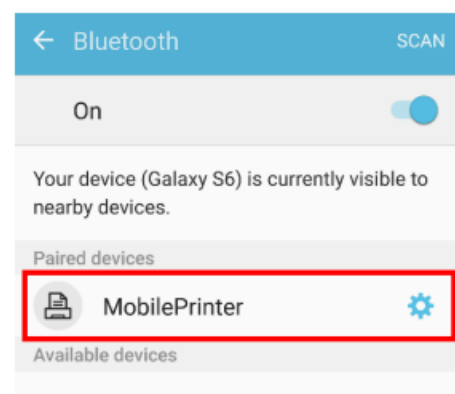 Bluetooth SCAN
On
Your device (Galaxy S6) is currently visible to
nearby devices.
Paired devices
MobilePrinter
Available devices